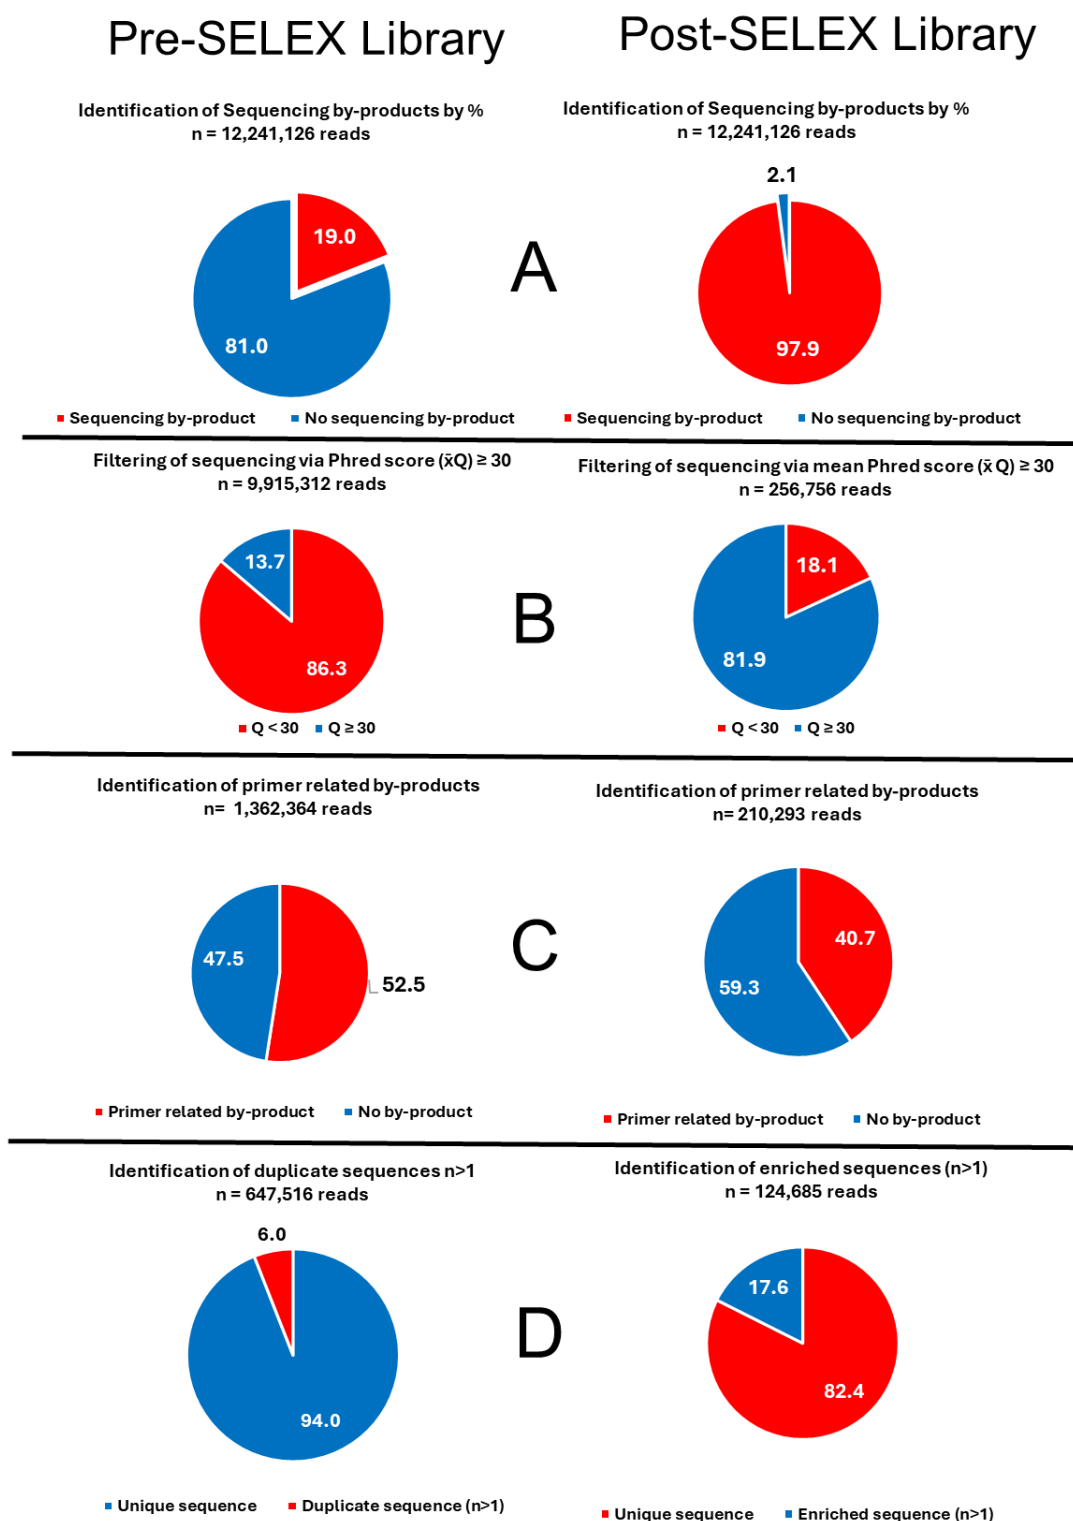 Pre-SELEX Library
Post-SELEX Library
Identification of Sequencing by-products by %
n = 12,241,126 reads
19.0
81.0
Sequencing by-product No sequencing by-product
A
Identification of Sequencing by-products by %
n = 12,241,126 reads
2.1
97.9
Sequencing by-product No sequencing by-product
Filtering of sequencing via Phred score (x̄Q) ≥ 30
n = 9,915,312 reads
13.7
86.3
Q < 30 Q ≥ 30
B
Filtering of sequencing via mean Phred score (x̄ Q) ≥ 30
n = 256,756 reads
18.1
81.9
Q < 30 Q ≥ 30
Identification of primer related by-products
n= 1,362,364 reads
47.5
52.5
Primer related by-product No by-product
C
Identification of primer related by-products
n= 210,293 reads
40.7
59.3
Primer related by-product No by-product
Identification of duplicate sequences n>1
n = 647,516 reads
6.0
94.0
Unique sequence Duplicate sequence (n>1)
D
Identification of enriched sequences (n>1)
n = 124,685 reads
17.6
82.4
Unique sequence Enriched sequence (n>1)